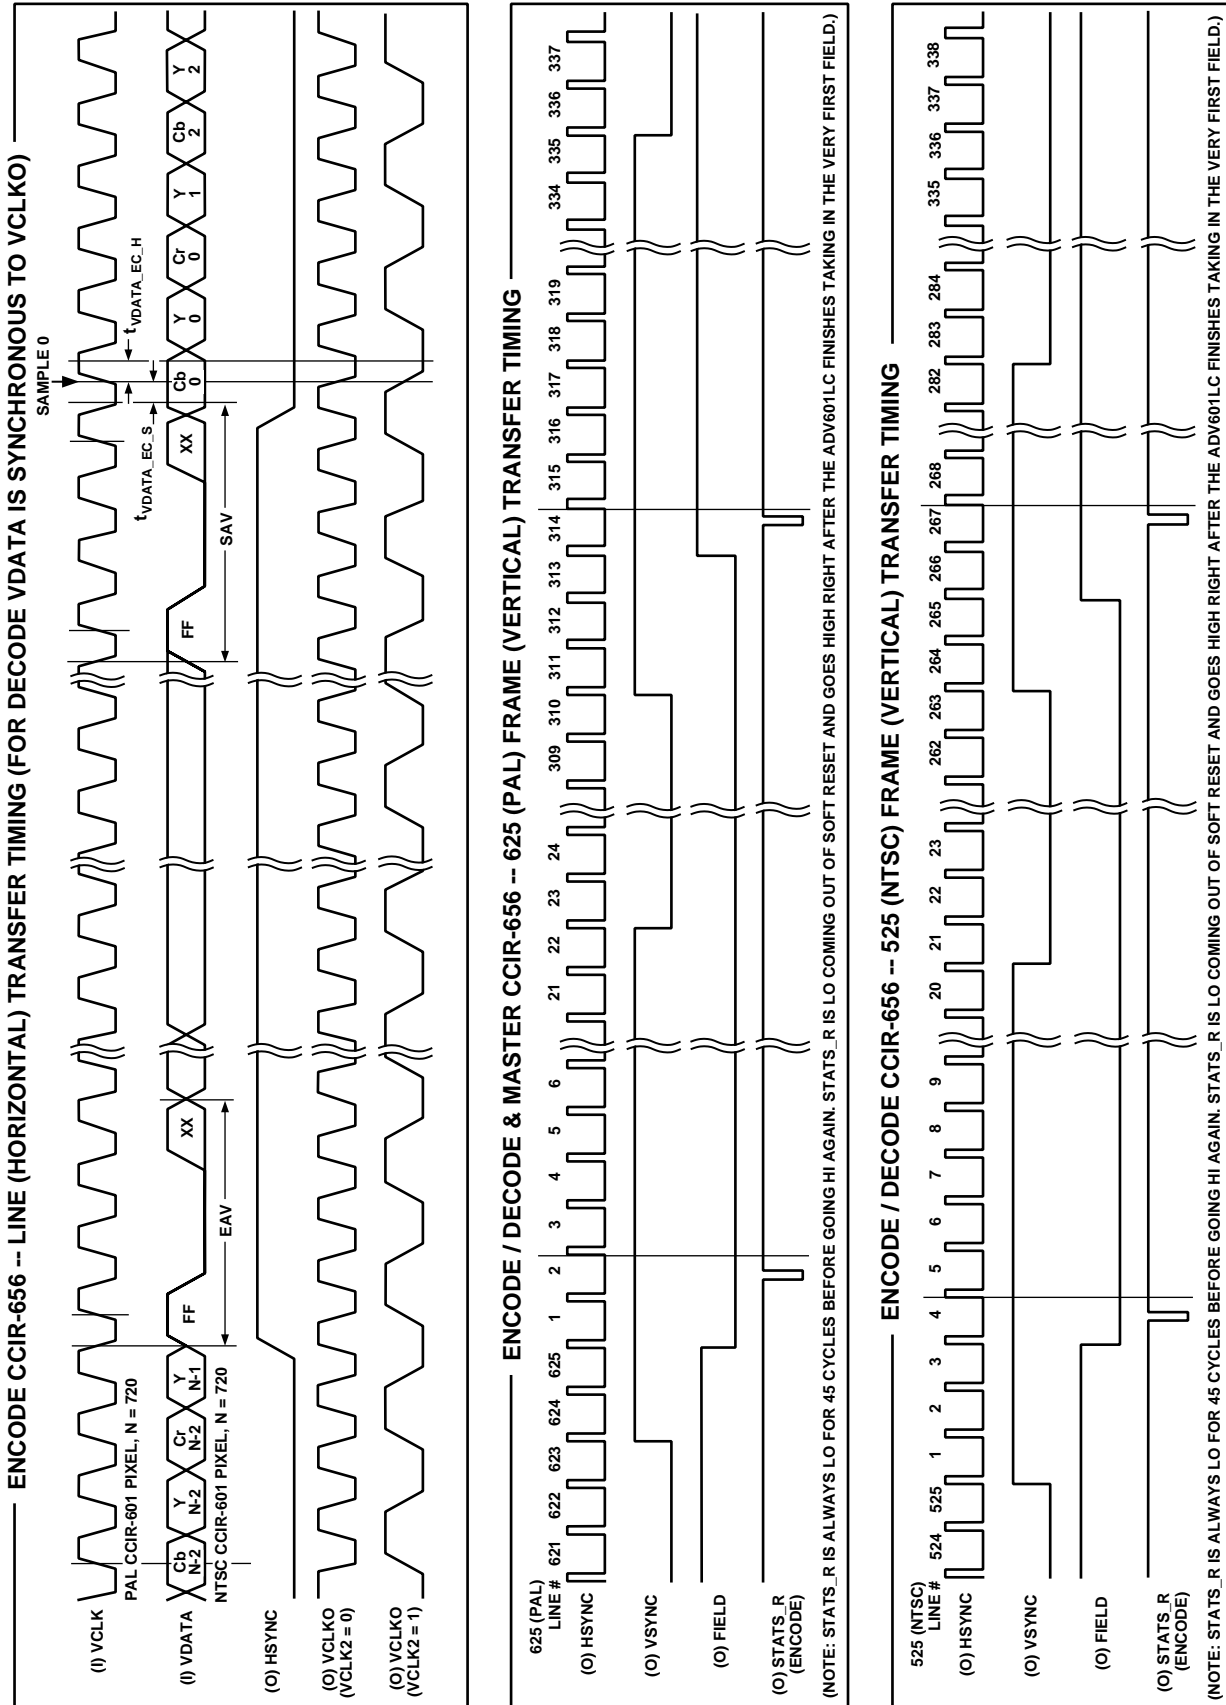 ENCODE CCIR-656 -- LINE (HORIZONTAL) TRANSFER TIMING (FOR DECODE VDATA IS SYNCHRONOUS TO VCLKO)
SAMPLE 0
(I) VCLK
PAL CCIR-601 PIXEL, N = 720
tVDATA_EC_S
tVDATA_EC_H
(I) VDATA
Cb N-2
Y N-2
Cr N-2
Y N-1
FF
XX
FF
XX
Cb 0
Y 0
Cr 0
Y 1
Cb 2
Y 2
NTSC CCIR-601 PIXEL, N = 720
EAV
SAV
(O) HSYNC
(O) VCLKO
(VCLK2 = 0)
(O) VCLKO
(VCLK2 = 1)
ENCODE / DECODE & MASTER CCIR-656 -- 625 (PAL) FRAME (VERTICAL) TRANSFER TIMING
625 (PAL)
LINE # 621 622 623 624 625 1 2 3 4 5 6 21 22 23 24 309 310 311 312 313 314 315 316 317 318 319 334 335 336 337
(O) HSYNC
(O) VSYNC
(O) FIELD
(O) STATS_R
(ENCODE)
(NOTE: STATS_R IS ALWAYS LO FOR 45 CYCLES BEFORE GOING HI AGAIN. STATS_R IS LO COMING OUT OF SOFT RESET AND GOES HIGH RIGHT AFTER THE ADV601LC FINISHES TAKING IN THE VERY FIRST FIELD.)
ENCODE / DECODE CCIR-656 -- 525 (NTSC) FRAME (VERTICAL) TRANSFER TIMING
525 (NTSC)
LINE # 524 525 1 2 3 4 5 6 7 8 9 20 21 22 23 262 263 264 265 266 267 268 282 283 284 335 336 337 338
(O) HSYNC
(O) VSYNC
(O) FIELD
(O) STATS_R
(ENCODE)
(NOTE: STATS_R IS ALWAYS LO FOR 45 CYCLES BEFORE GOING HI AGAIN. STATS_R IS LO COMING OUT OF SOFT RESET AND GOES HIGH RIGHT AFTER THE ADV601LC FINISHES TAKING IN THE VERY FIRST FIELD.)